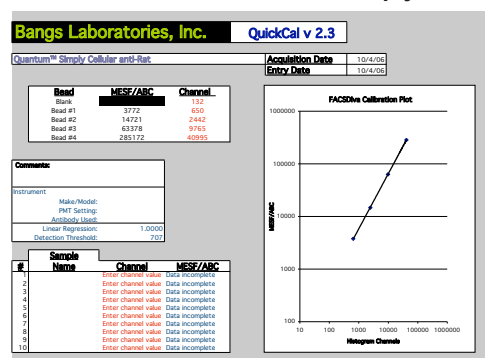 Bangs Laboratories, Inc. QuickCal v 2.3
Quantum™ Simply Cellular anti-Rat
Acquisition Date 10/4/06
Entry Date 10/4/06
Bead MESF/ABC Channel
Blank 132
Bead #1 3772 650
Bead #2 14721 2442
Bead #3 63378 9765
Bead #4 285172 40995
Comments:
Instrument
Make/Model:
PMT Setting:
Antibody Used:
Linear Regression: 1.0000
Detection Threshold: 707
Sample
# Name Channel MESF/ABC
1 Enter channel value Data incomplete
2 Enter channel value Data incomplete
3 Enter channel value Data incomplete
4 Enter channel value Data incomplete
5 Enter channel value Data incomplete
6 Enter channel value Data incomplete
7 Enter channel value Data incomplete
8 Enter channel value Data incomplete
9 Enter channel value Data incomplete
10 Enter channel value Data incomplete
FACSDiva Calibration Plot
1000000
100000
10000
1000
100
MESF/ABC
10 100 1000 10000 100000 1000000
Histogram Channels